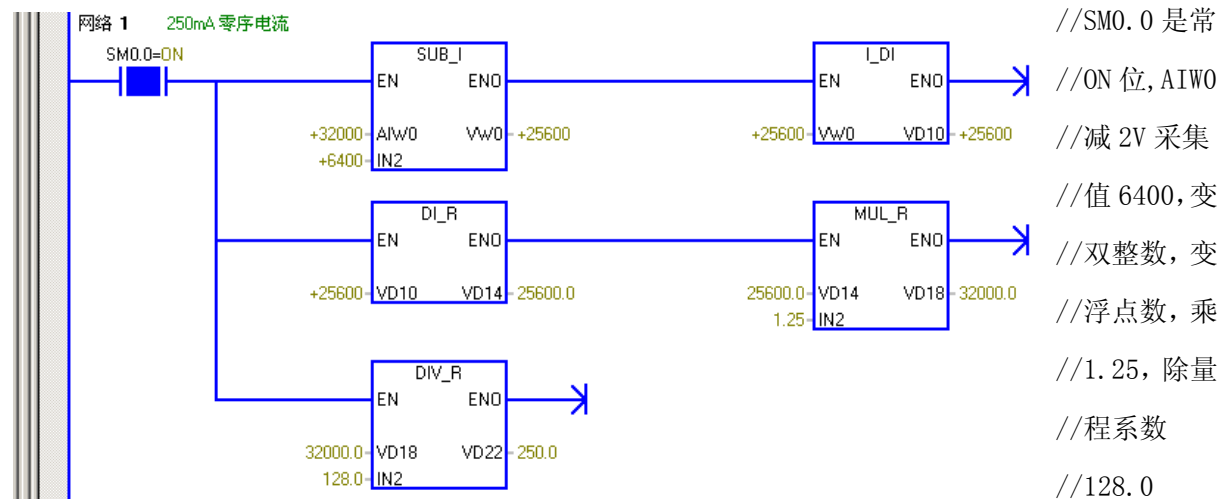 网络 1 250mA 零序电流
SM0.0=ON
SUB_I
EN ENO
+32000 AIW0 VW0 +25600
+6400 IN2
I_DI
EN ENO
+25600 VW0 VD10 +25600
DI_R
EN ENO
+25600 VD10 VD14 25600.0
MUL_R
EN ENO
25600.0 VD14 VD18 32000.0
1.25 IN2
DIV_R
EN ENO
32000.0 VD18 VD22 250.0
128.0 IN2
//SM0.0 是常
//ON 位,AIW0
//减 2V 采集
//值 6400,变
//双整数，变
//浮点数，乘
//1.25，除量
//程系数
//128.0